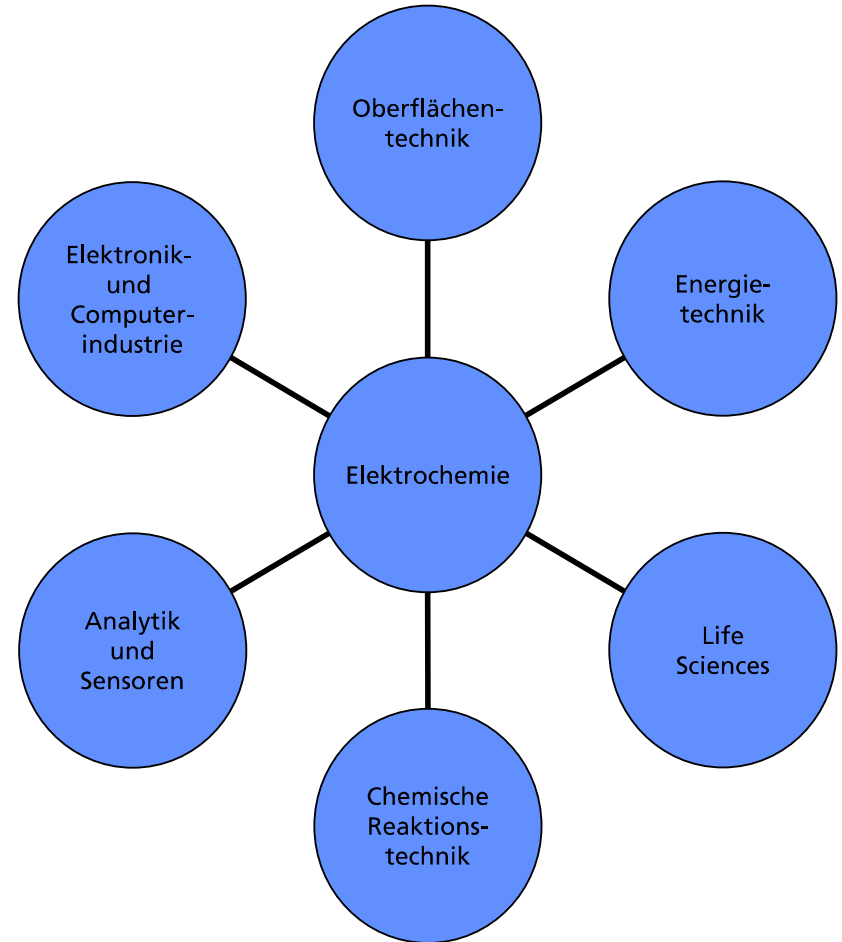 Oberflächen-
technik
Elektronik-
und
Computer-
industrie
Energie-
technik
Elektrochemie
Analytik
und
Sensoren
Life
Sciences
Chemische
Reaktions-
technik